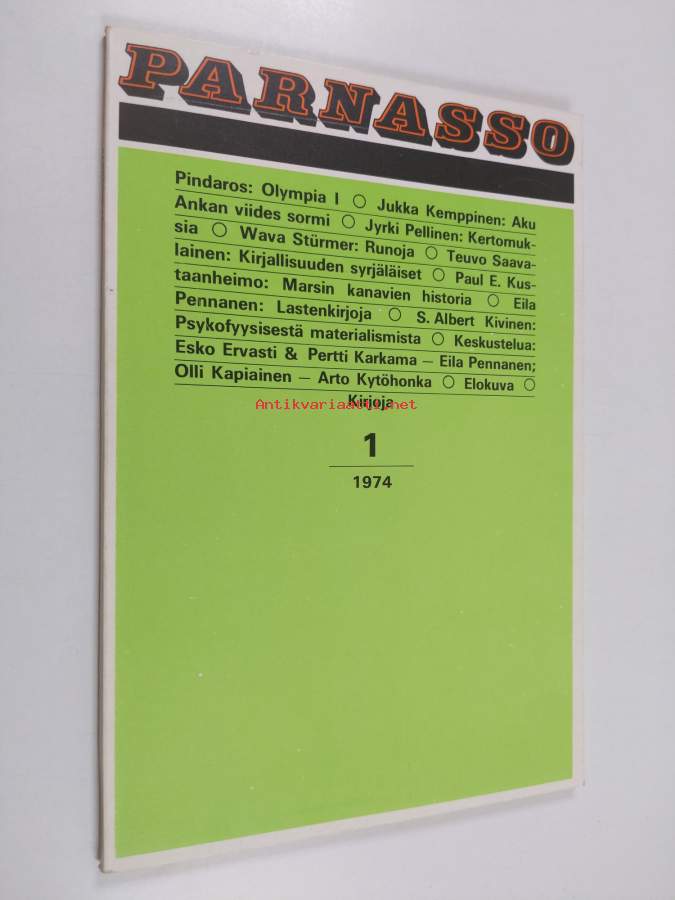 PARNASSO
Pindaros: Olympia I ○ Jukka Kemppinen: Aku
Ankan viides sormi ○ Jyrki Pellinen: Kertomuk-
sia ○ Wava Stürmer: Runoja ○ Teuvo Saava-
lainen: Kirjallisuuden syrjäläiset ○ Paul E. Kus-
taanheimo: Marsin kanavien historia ○ Eila
Pennanen: Lastenkirjoja ○ S. Albert Kivinen:
Psykofyysisestä materialismista ○ Keskustelua:
Esko Ervasti & Pertti Karkama – Eila Pennanen;
Olli Kapiainen – Arto Kytöhonka ○ Elokuva ○
Kirjoja
Antikvariaatti.net
1
1974